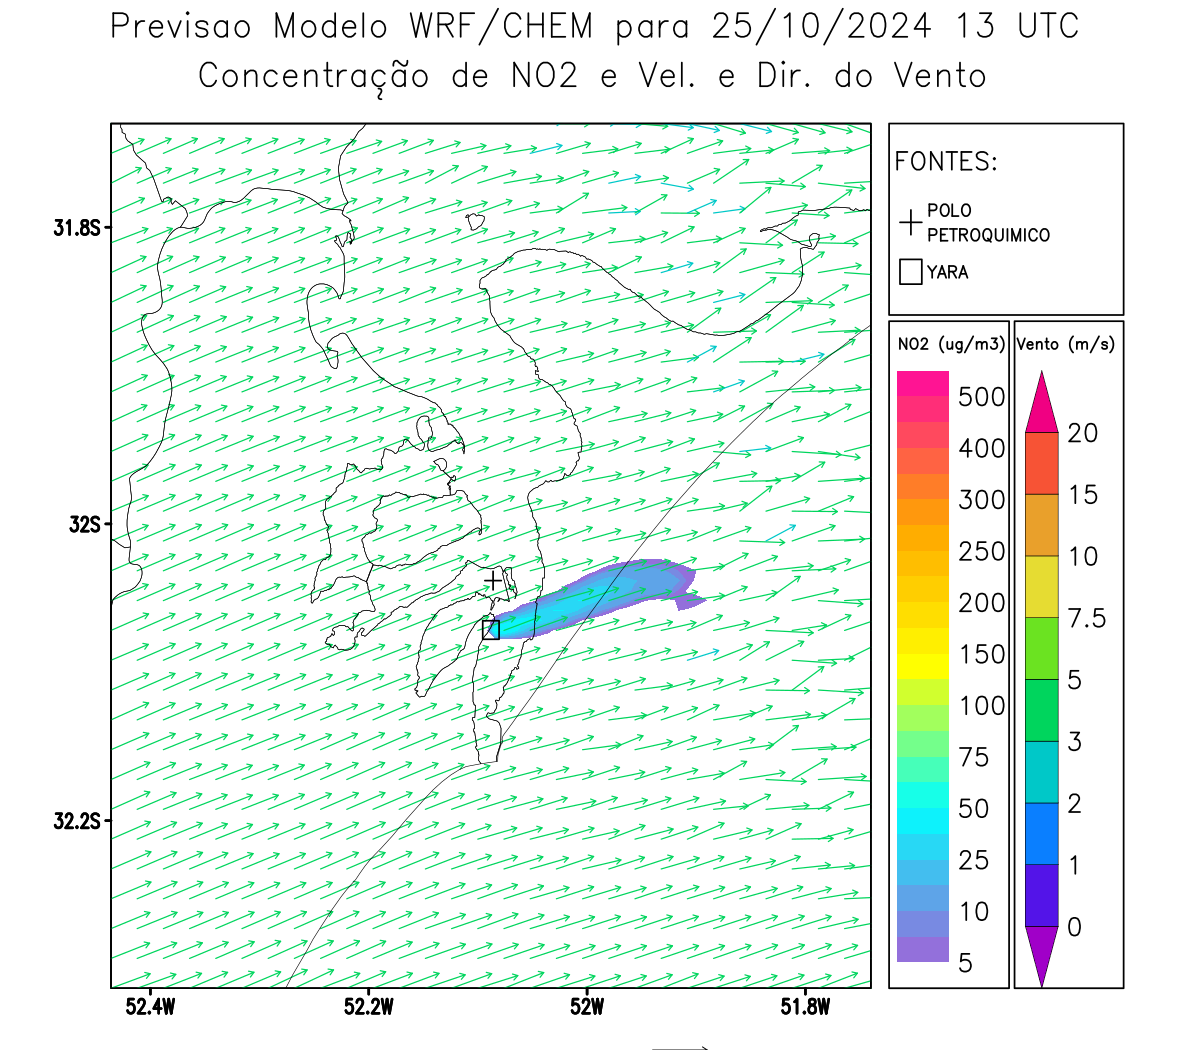 Previsao Modelo WRF/CHEM para 25/10/2024 13 UTC
Concentração de NO2 e Vel. e Dir. do Vento
FONTES:
POLO
PETROQUIMICO
YARA
NO2 (ug/m3)
500
400
300
250
200
150
100
75
50
25
10
5
Vento (m/s)
20
15
10
7.5
5
3
2
1
0
31.8S
32S
32.2S
52.4W
52.2W
52W
51.8W